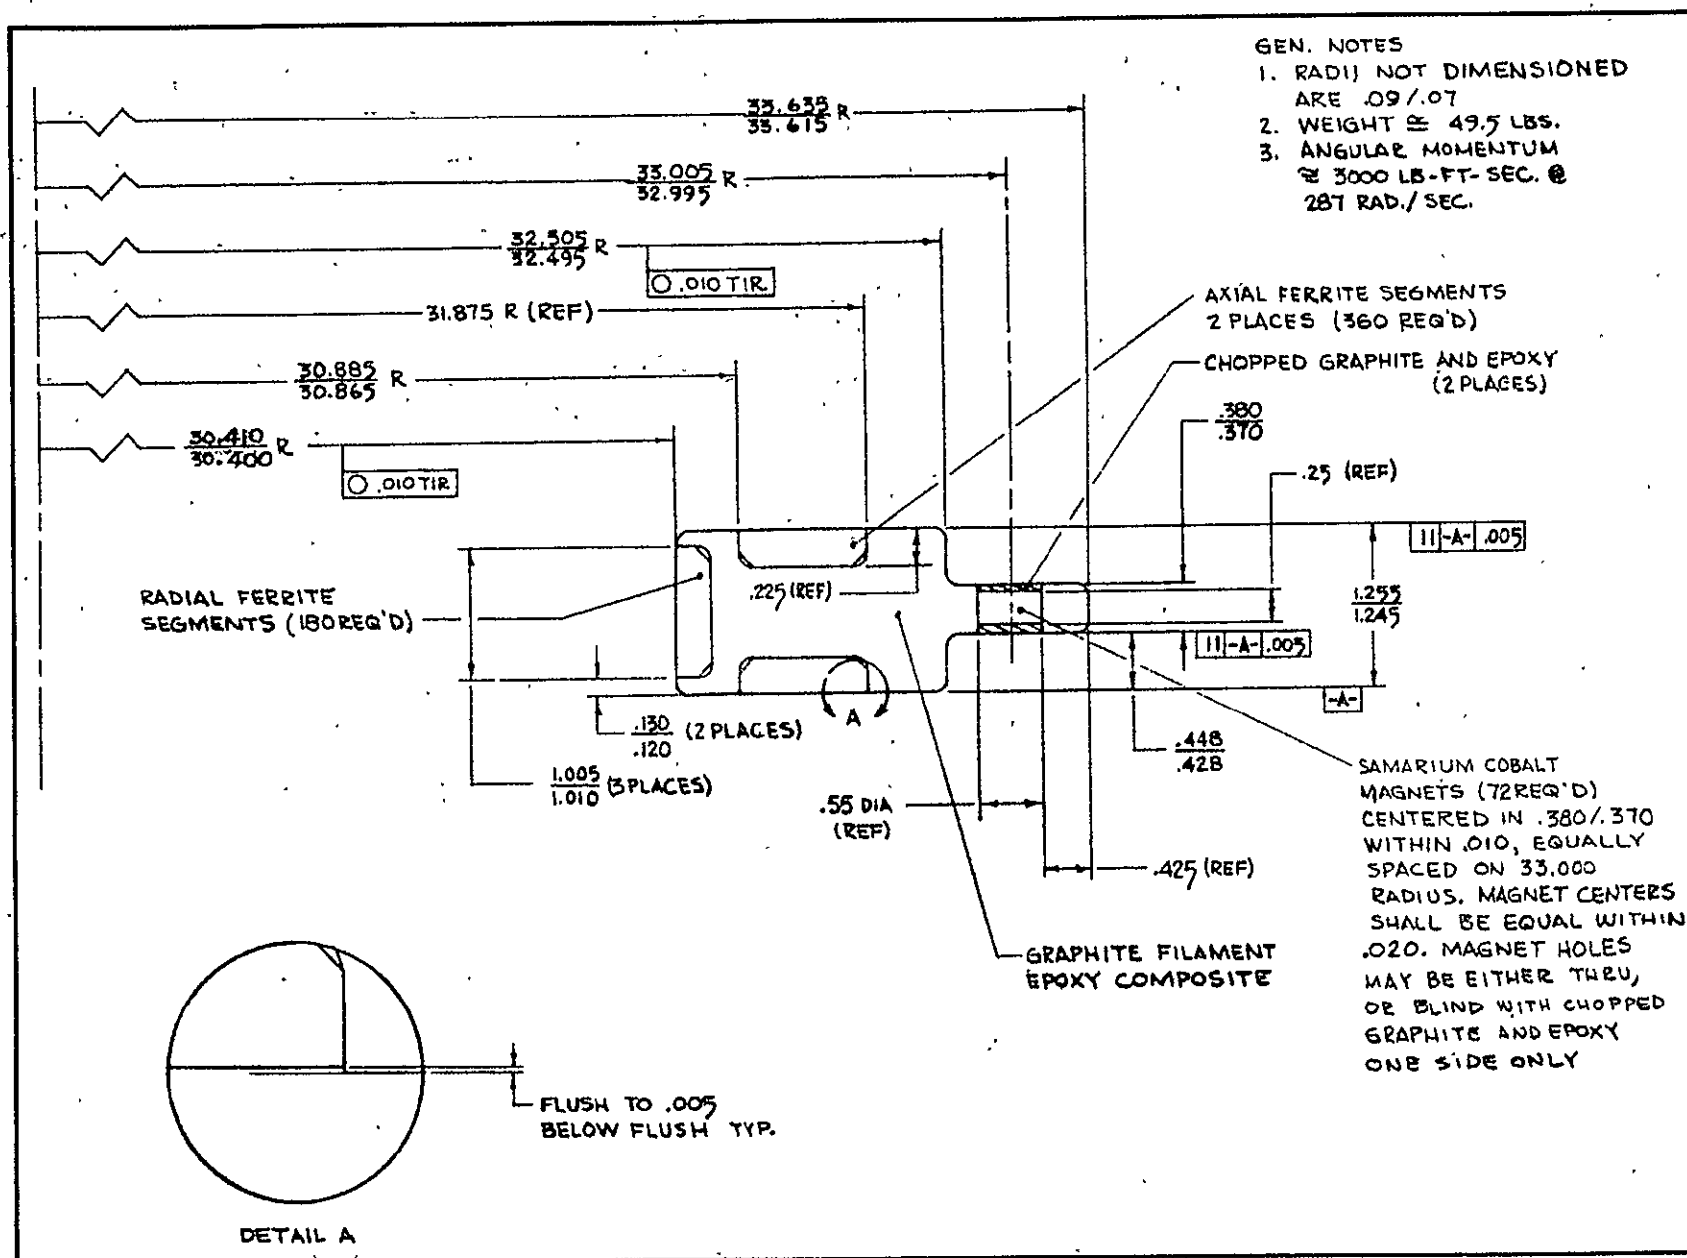 GEN. NOTES
1. RADII NOT DIMENSIONED
ARE .09/.07
2. WEIGHT ≅ 49.5 LBS.
3. ANGULAR MOMENTUM
≅ 3000 LB-FT-SEC. @
287 RAD./SEC.
33.635
33.615 R
33.005
32.995 R
32.505
32.495 R
○ .010 TIR
31.875 R (REF)
30.885
30.865 R
30.410
30.400 R
○ .010 TIR
AXIAL FERRITE SEGMENTS
2 PLACES (360 REQ'D)
CHOPPED GRAPHITE AND EPOXY
(2 PLACES)
.380
.370
.25 (REF)
11 -A- .005
RADIAL FERRITE
SEGMENTS (180 REQ'D)
.225 (REF)
1.255
1.245
11 -A- .005
-A-
A
.130
.120 (2 PLACES)
1.005
1.010 (3 PLACES)
.448
.428
.55 DIA
(REF)
.425 (REF)
SAMARIUM COBALT
MAGNETS (72 REQ'D)
CENTERED IN .380/.370
WITHIN .010, EQUALLY
SPACED ON 33.000
RADIUS. MAGNET CENTERS
SHALL BE EQUAL WITHIN
.020. MAGNET HOLES
MAY BE EITHER THRU,
OR BLIND WITH CHOPPED
GRAPHITE AND EPOXY
ONE SIDE ONLY
GRAPHITE FILAMENT
EPOXY COMPOSITE
FLUSH TO .005
BELOW FLUSH TYP.
DETAIL A